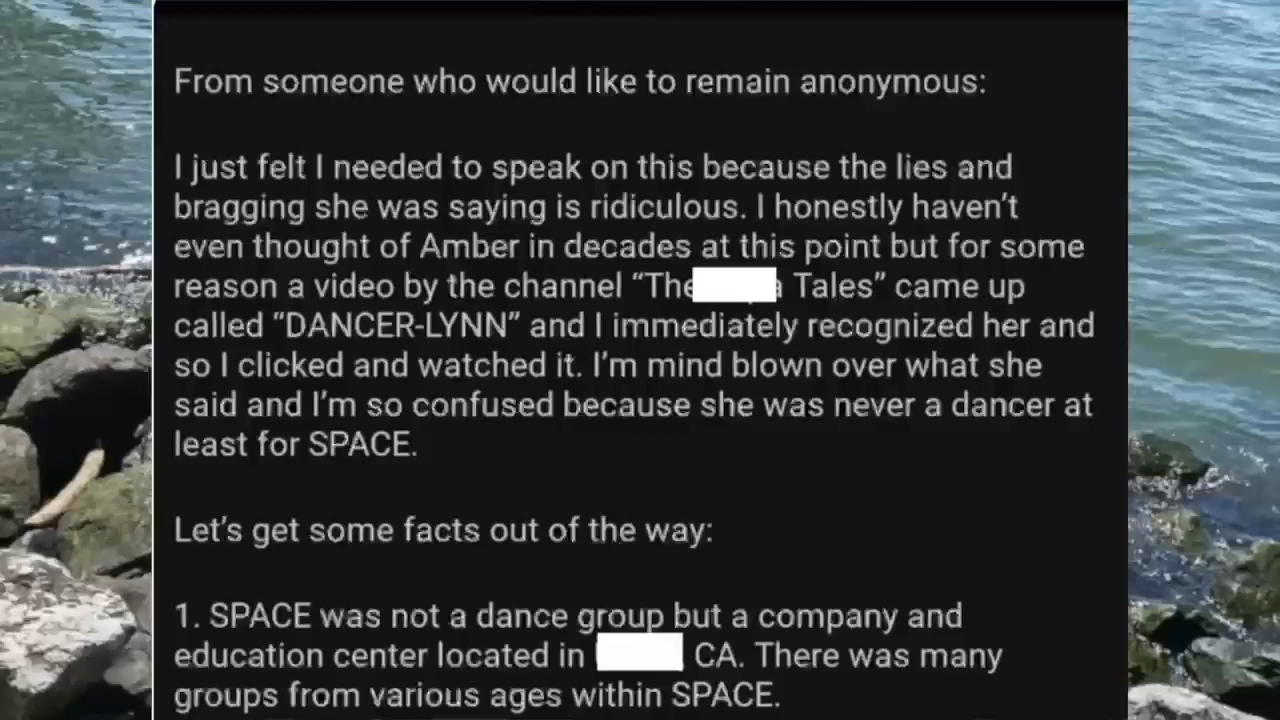 From someone who would like to remain anonymous:
I just felt I needed to speak on this because the lies and
bragging she was saying is ridiculous. I honestly haven't
even thought of Amber in decades at this point but for some
reason a video by the channel “The Tales” came up
called “DANCER-LYNN” and I immediately recognized her and
so I clicked and watched it. I'm mind blown over what she
said and I'm so confused because she was never a dancer at
least for SPACE.
Let's get some facts out of the way:
1. SPACE was not a dance group but a company and
education center located in CA. There was many
groups from various ages within SPACE.